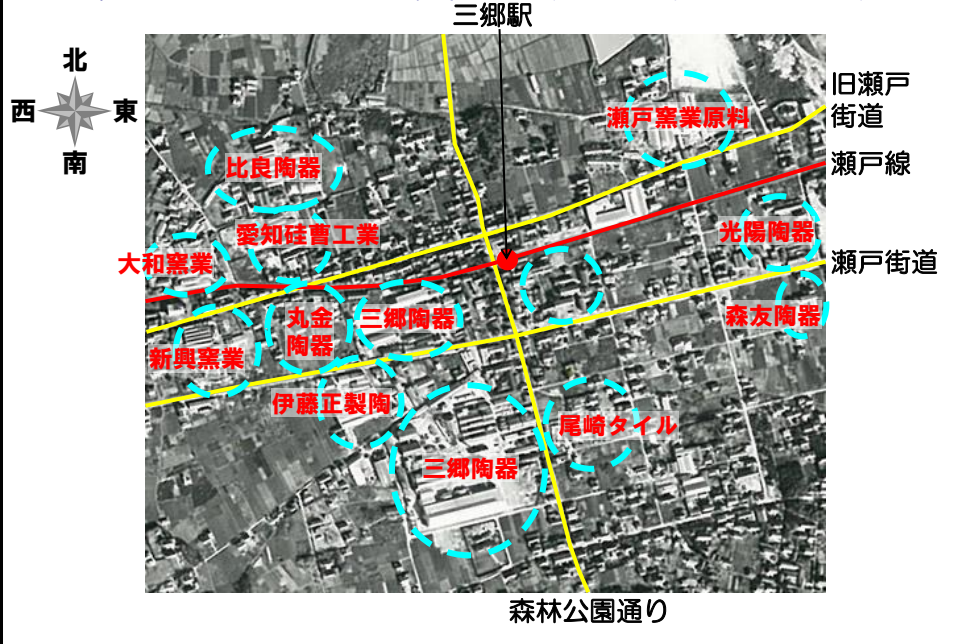 三郷駅
北
西
東
南
旧瀬戸
街道
瀬戸窯業原料
瀬戸線
比良陶器
愛知硅曹工業
光陽陶器
大和窯業
瀬戸街道
丸金
陶器
三郷陶器
森友陶器
新興窯業
伊藤正製陶
尾崎タイル
三郷陶器
森林公園通り